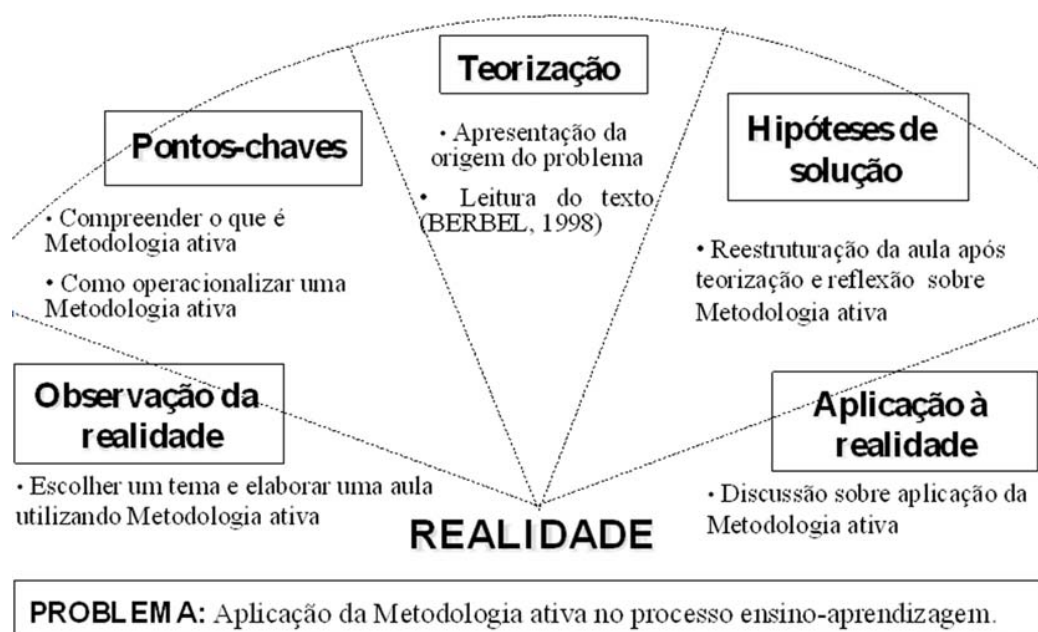 Teorização
• Apresentação da
origem do problema
• Leitura do texto
(BERBEL, 1998)
Pontos-chaves
• Compreender o que é
Metodologia ativa
• Como operacionalizar uma
Metodologia ativa
Hipóteses de
solução
• Reestruturação da aula após
teorização e reflexão sobre
Metodologia ativa
Observação da
realidade
• Escolher um tema e elaborar uma aula
utilizando Metodologia ativa
Aplicação à
realidade
• Discussão sobre aplicação da
Metodologia ativa
REALIDADE
PROBLEMA: Aplicação da Metodologia ativa no processo ensino-aprendizagem.